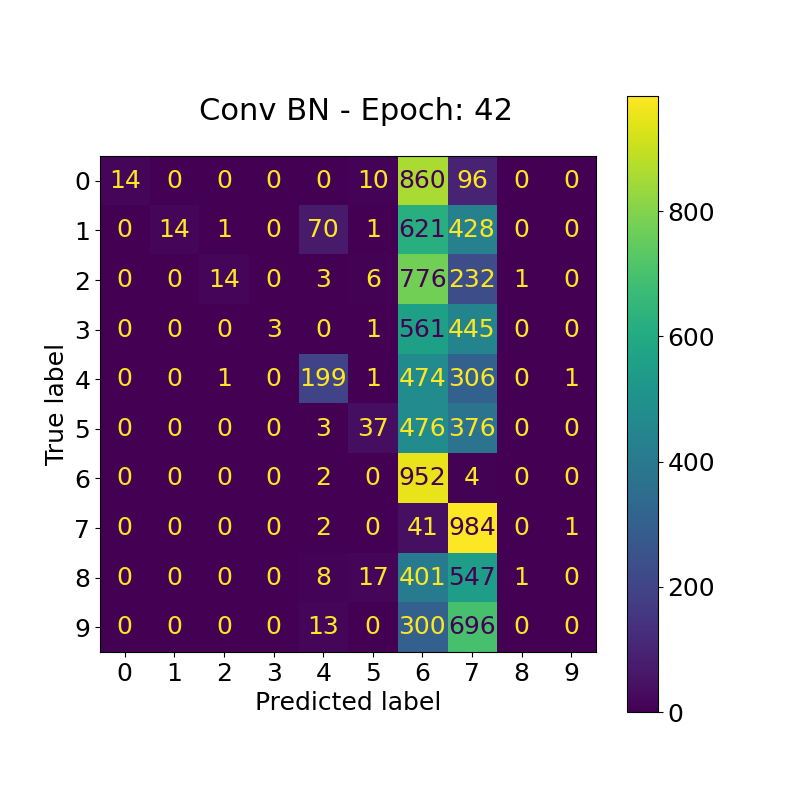 Conv BN - Epoch: 42
0 14 0 0 0 0 10 860 96 0 0
1 0 14 1 0 70 1 621 428 0 0
2 0 0 14 0 3 6 776 232 1 0
3 0 0 0 3 0 1 561 445 0 0
4 0 0 1 0 199 1 474 306 0 1
5 0 0 0 0 3 37 476 376 0 0
6 0 0 0 0 2 0 952 4 0 0
7 0 0 0 0 2 0 41 984 0 1
8 0 0 0 0 8 17 401 547 1 0
9 0 0 0 0 13 0 300 696 0 0
0 1 2 3 4 5 6 7 8 9
Predicted label
True label
800
600
400
200
0